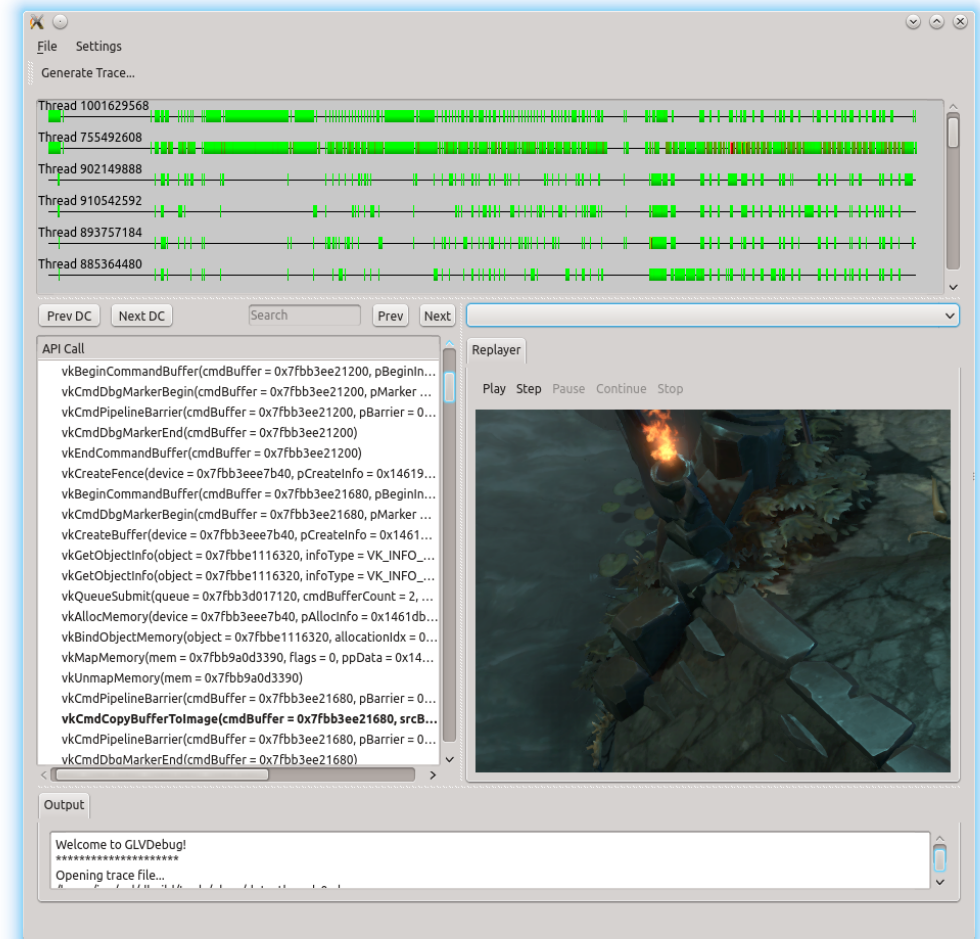 File Settings
Generate Trace...
Thread 1001629568
Thread 755492608
Thread 902149888
Thread 910542592
Thread 893757184
Thread 885364480
Prev DC Next DC Search Prev Next
API Call
vkBeginCommandBuffer(cmdBuffer = 0x7fbb3ee21200, pBeginIn...
vkCmdDbgMarkerBegin(cmdBuffer = 0x7fbb3ee21200, pMarker ...
vkCmdPipelineBarrier(cmdBuffer = 0x7fbb3ee21200, pBarrier = 0...
vkCmdDbgMarkerEnd(cmdBuffer = 0x7fbb3ee21200)
vkEndCommandBuffer(cmdBuffer = 0x7fbb3ee21200)
vkCreateFence(device = 0x7fbb3eee7b40, pCreateInfo = 0x14619...
vkBeginCommandBuffer(cmdBuffer = 0x7fbb3ee21680, pBeginIn...
vkCmdDbgMarkerBegin(cmdBuffer = 0x7fbb3ee21680, pMarker ...
vkCreateBuffer(device = 0x7fbb3eee7b40, pCreateInfo = 0x1461...
vkGetObjectInfo(object = 0x7fbbe1116320, infoType = VK_INFO_...
vkGetObjectInfo(object = 0x7fbbe1116320, infoType = VK_INFO_...
vkQueueSubmit(queue = 0x7fbb3d017120, cmdBufferCount = 2, ...
vkAllocMemory(device = 0x7fbb3eee7b40, pAllocInfo = 0x1461db...
vkBindObjectMemory(object = 0x7fbbe1116320, allocationIdx = 0...
vkMapMemory(mem = 0x7fbb9a0d3390, flags = 0, ppData = 0x14...
vkUnmapMemory(mem = 0x7fbb9a0d3390)
vkCmdPipelineBarrier(cmdBuffer = 0x7fbb3ee21680, pBarrier = 0...
vkCmdCopyBufferToImage(cmdBuffer = 0x7fbb3ee21680, srcB...
vkCmdPipelineBarrier(cmdBuffer = 0x7fbb3ee21680, pBarrier = 0...
vkCmdDbgMarkerEnd(cmdBuffer = 0x7fbb3ee21680)
Replayer
Play Step Pause Continue Stop
Output
Welcome to GLVDebug!
*********************
Opening trace file...